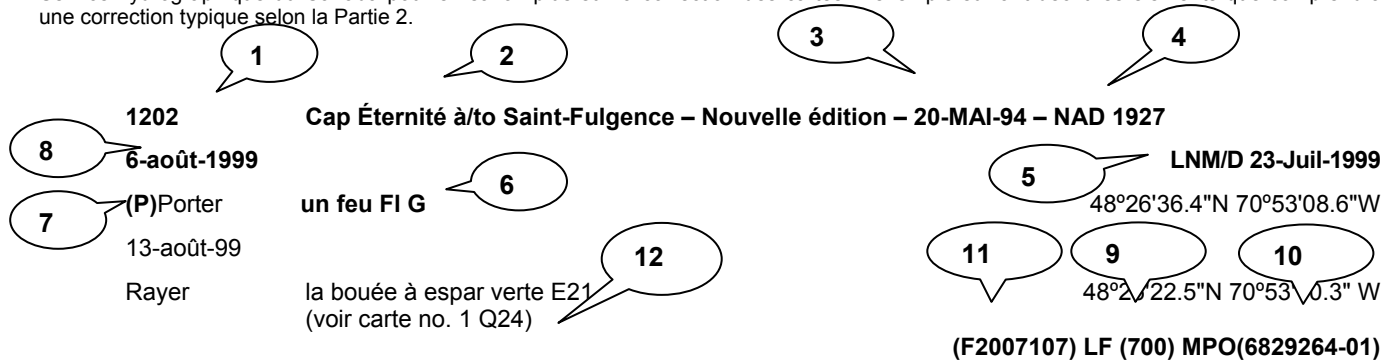 une correction typique selon la Partie 2.
1 2 3 4
1202 Cap Éternité à/to Saint-Fulgence – Nouvelle édition – 20-MAI-94 – NAD 1927
8 6-août-1999 5 LNM/D 23-Juil-1999
7 (P)Porter un feu Fl G 6 48º26'36.4"N 70º53'08.6"W
13-août-99 12 11 9 10
Rayer la bouée à espar verte E21 22.5"N W
(voir carte no. 1 Q24)
(F2007107) LF (700) MPO(6829264-01)